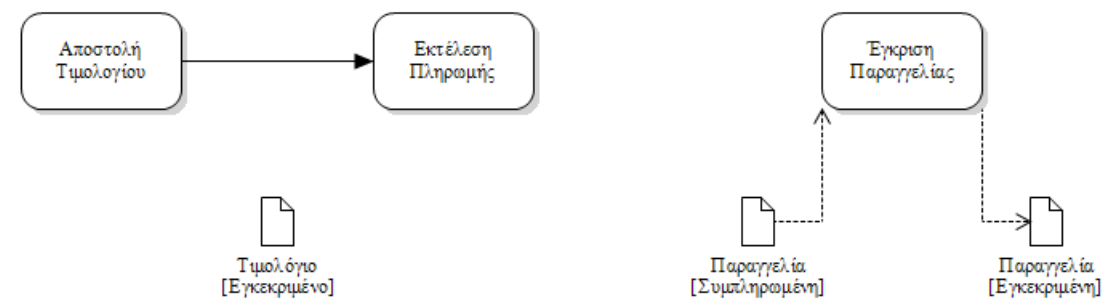 Αποστολή
Τιμολογίου
Εκτέλεση
Πληρωμής
Έγκριση
Παραγγελίας
Τιμολόγιο
[Εγκεκριμένο]
Παραγγελία
[Συμπληρωμένη]
Παραγγελία
[Εγκεκριμένη]